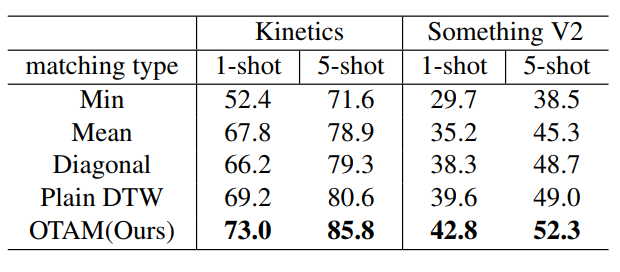 Kinetics Something V2
matching type 1-shot 5-shot 1-shot 5-shot
Min 52.4 71.6 29.7 38.5
Mean 67.8 78.9 35.2 45.3
Diagonal 66.2 79.3 38.3 48.7
Plain DTW 69.2 80.6 39.6 49.0
OTAM(Ours) 73.0 85.8 42.8 52.3